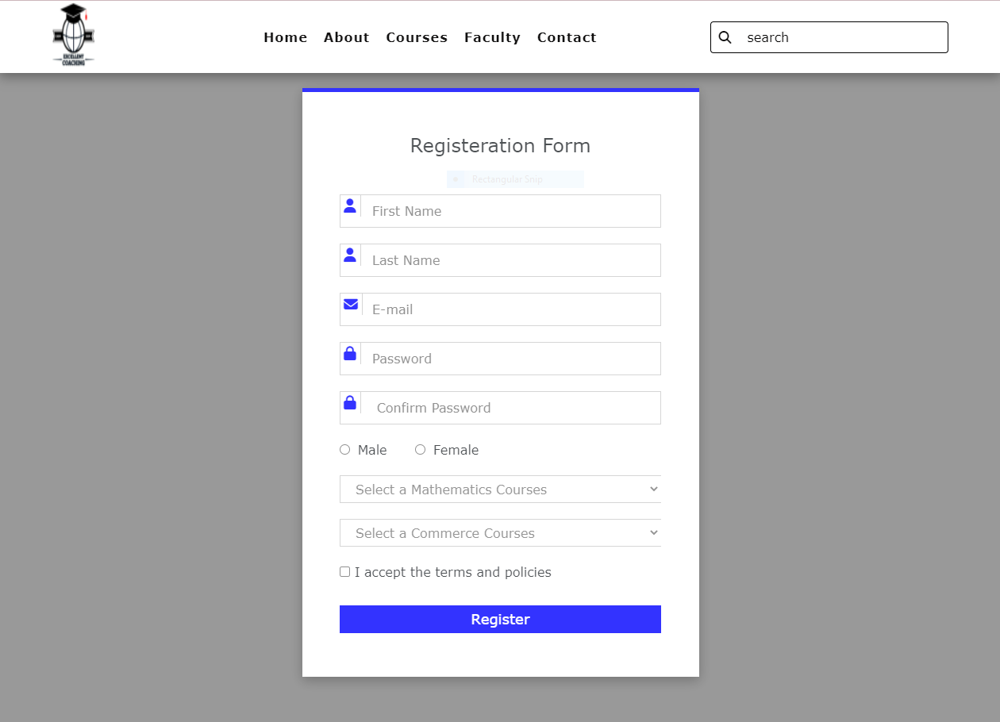 Home About Courses Faculty Contact
search
EXCELLENT
COACHING
Registeration Form
Rectangular Snip
First Name
Last Name
E-mail
Password
Confirm Password
Male Female
Select a Mathematics Courses
Select a Commerce Courses
I accept the terms and policies
Register